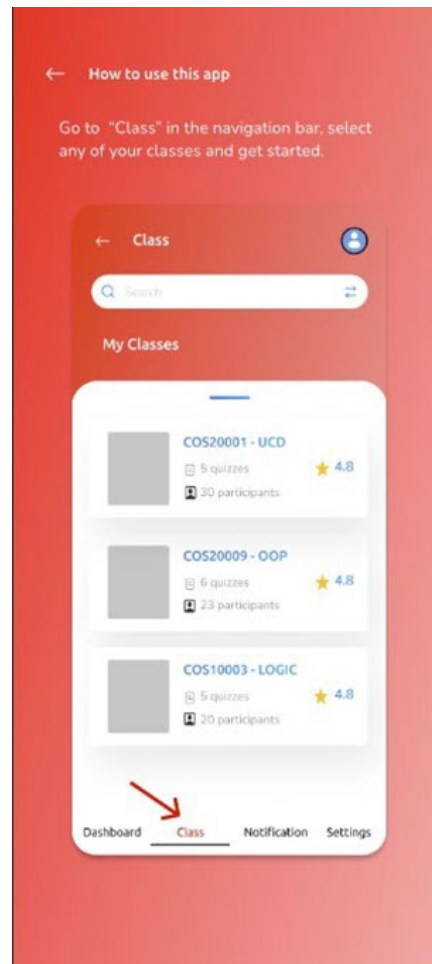 How to use this app
Go to "Class" in the navigation bar, select
any of your classes and get started.
Class
Search
My Classes
COS20001 - UCD
5 quizzes
4.8
30 participants
COS20009 - OOP
6 quizzes
4.8
23 participants
COS10003 - LOGIC
5 quizzes
4.8
20 participants
Dashboard Class Notification Settings